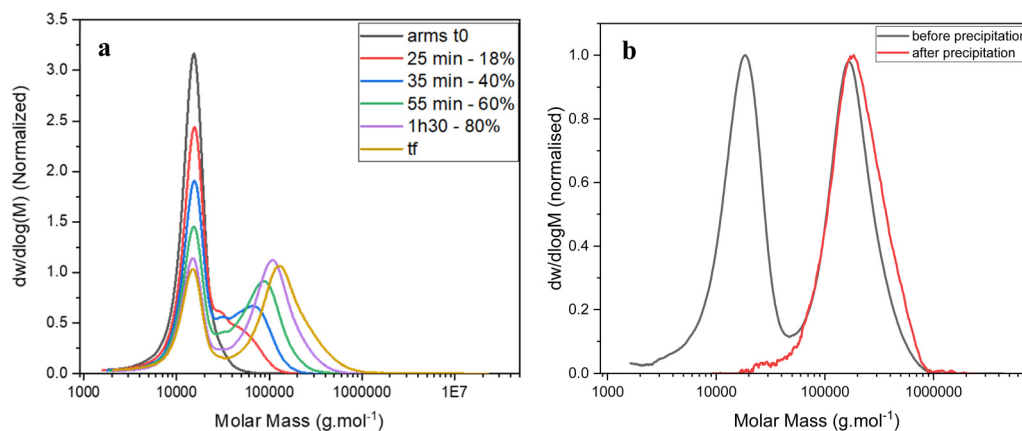 a
arms t0
25 min - 18%
35 min - 40%
55 min - 60%
1h30 - 80%
tf
dw/dlog(M) (Normalized)
3.5
3.0
2.5
2.0
1.5
1.0
0.5
0.0
1000
10000
100000
1000000
1E7
Molar Mass (g.mol⁻¹)
b
before precipitation
after precipitation
dw/dlogM (normalised)
1.0
0.8
0.6
0.4
0.2
0.0
1000
10000
100000
1000000
Molar Mass (g.mol⁻¹)